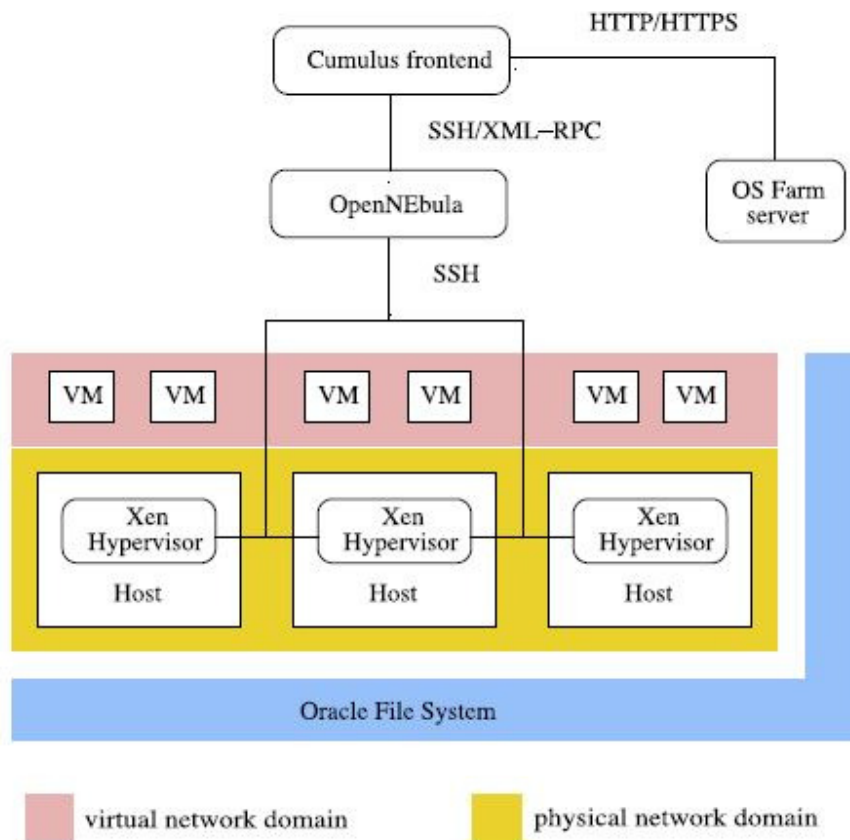 HTTP/HTTPS
Cumulus frontend
SSH/XML–RPC
OS Farm
server
OpenNEbula
SSH
VM VM VM VM VM VM
Xen Xen Xen
Hypervisor Hypervisor Hypervisor
Host Host Host
Oracle File System
virtual network domain physical network domain